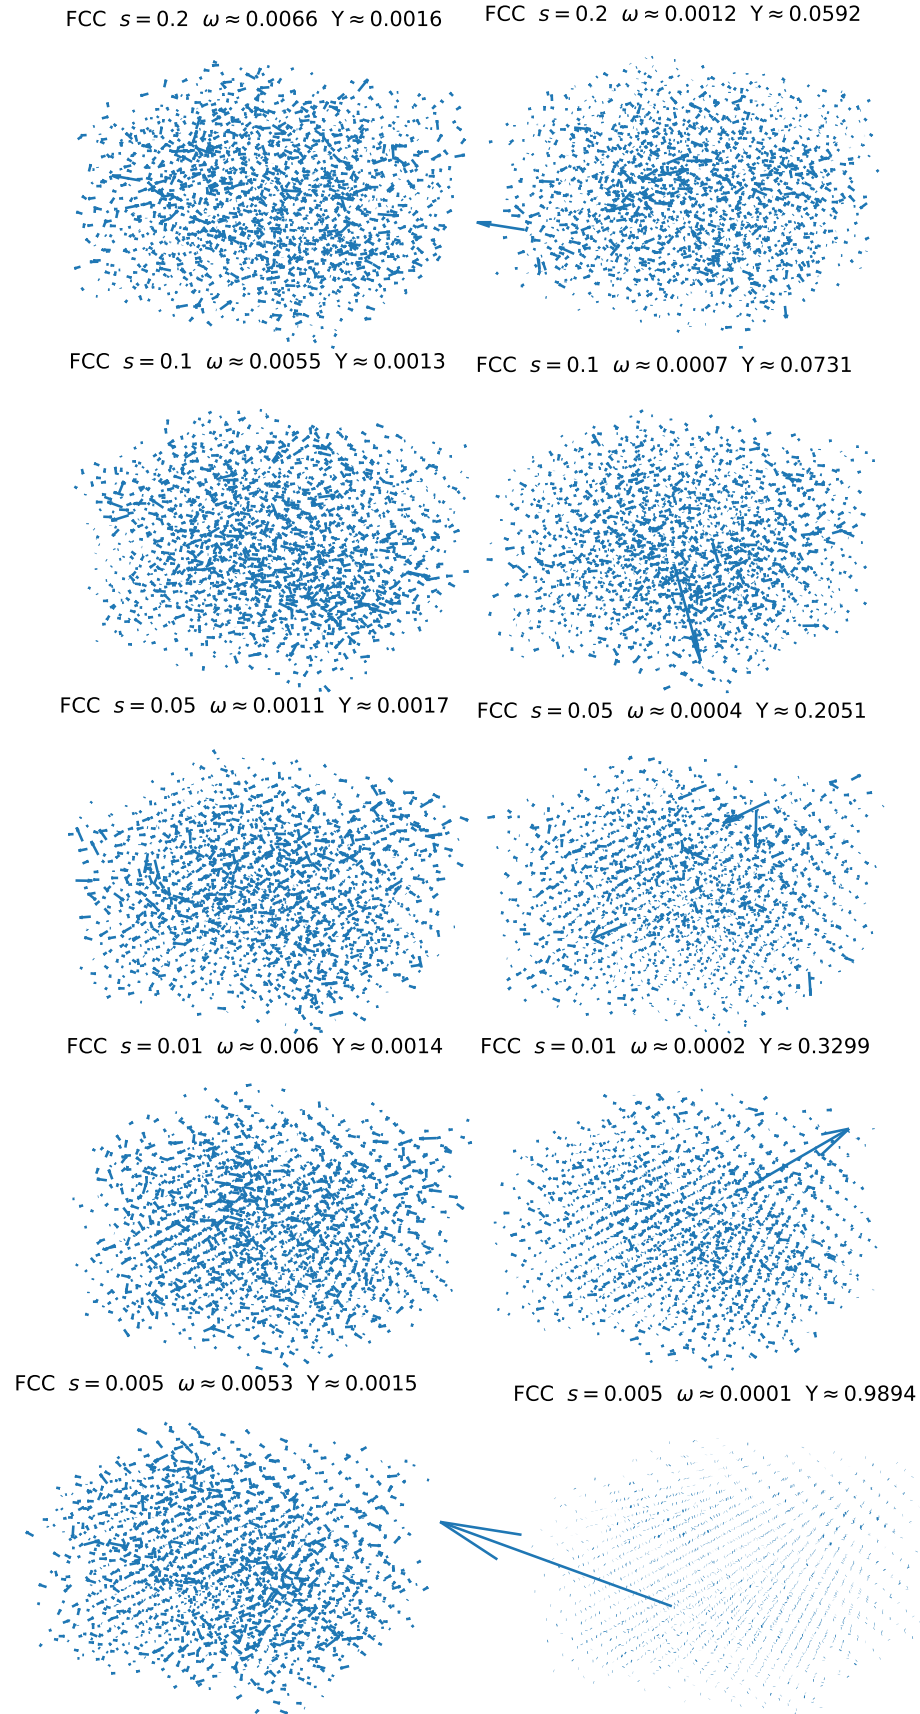 FCC s = 0.2 ω ≈ 0.0066 Y ≈ 0.0016
FCC s = 0.2 ω ≈ 0.0012 Y ≈ 0.0592
FCC s = 0.1 ω ≈ 0.0055 Y ≈ 0.0013
FCC s = 0.1 ω ≈ 0.0007 Y ≈ 0.0731
FCC s = 0.05 ω ≈ 0.0011 Y ≈ 0.0017
FCC s = 0.05 ω ≈ 0.0004 Y ≈ 0.2051
FCC s = 0.01 ω ≈ 0.006 Y ≈ 0.0014
FCC s = 0.01 ω ≈ 0.0002 Y ≈ 0.3299
FCC s = 0.005 ω ≈ 0.0053 Y ≈ 0.0015
FCC s = 0.005 ω ≈ 0.0001 Y ≈ 0.9894